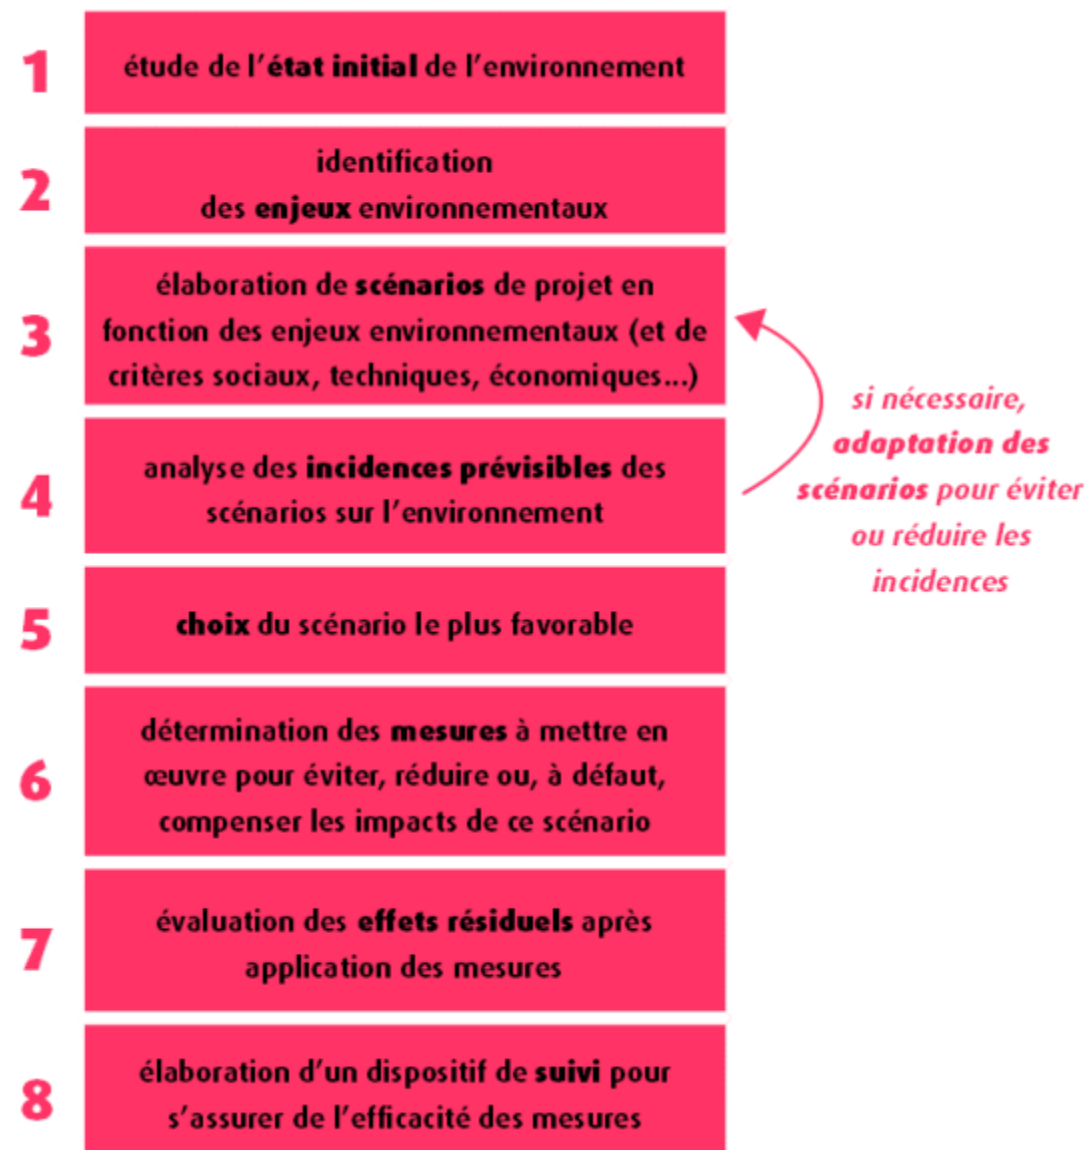 1
étude de l'état initial de l'environnement
2
identification
des enjeux environnementaux
3
élaboration de scénarios de projet en
fonction des enjeux environnementaux (et de
critères sociaux, techniques, économiques...)
4
analyse des incidences prévisibles des
scénarios sur l'environnement
si nécessaire,
adaptation des
scénarios pour éviter
ou réduire les
incidences
5
choix du scénario le plus favorable
6
détermination des mesures à mettre en
œuvre pour éviter, réduire ou, à défaut,
compenser les impacts de ce scénario
7
évaluation des effets résiduels après
application des mesures
8
élaboration d'un dispositif de suivi pour
s'assurer de l'efficacité des mesures